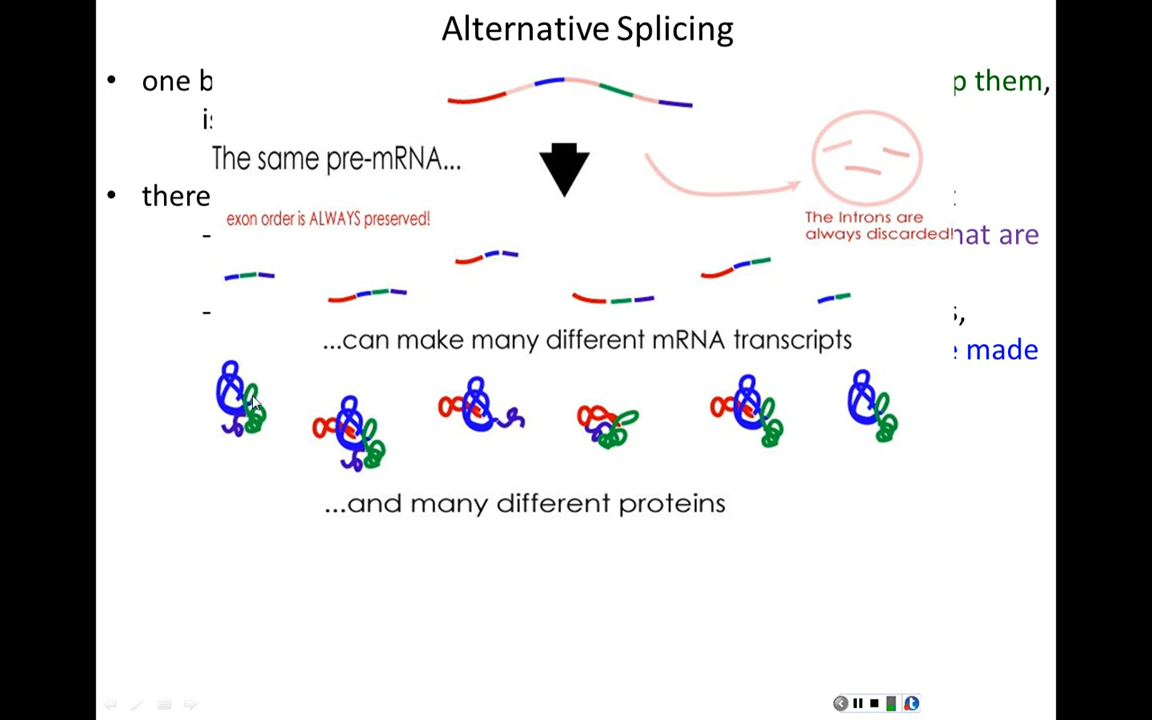 Alternative Splicing
• one b
p them,
The same pre-mRNA...
• there
exon order is ALWAYS preserved!
The Introns are
always discarded!
hat are
-
-
s,
...can make many different mRNA transcripts
made
...and many different proteins